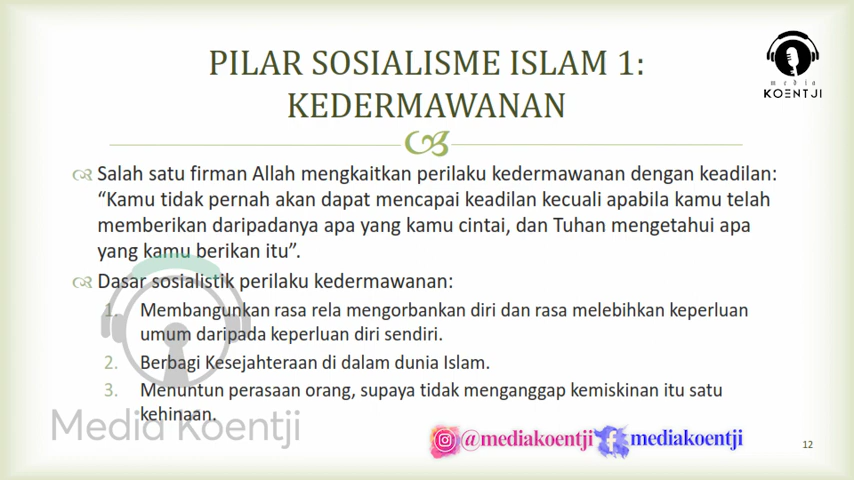 PILAR SOSIALISME ISLAM 1:
KEDERMAWANAN
media
KOENTJI
Salah satu firman Allah mengkaitkan perilaku kedermawanan dengan keadilan:
“Kamu tidak pernah akan dapat mencapai keadilan kecuali apabila kamu telah
memberikan daripadanya apa yang kamu cintai, dan Tuhan mengetahui apa
yang kamu berikan itu”.
Dasar sosialistik perilaku kedermawanan:
1. Membangunkan rasa rela mengorbankan diri dan rasa melebihkan keperluan
umum daripada keperluan diri sendiri.
2. Berbagi Kesejahteraan di dalam dunia Islam.
3. Menuntun perasaan orang, supaya tidak menganggap kemiskinan itu satu
kehinaan.
Media Koentji
@mediakoentji mediakoentji
12